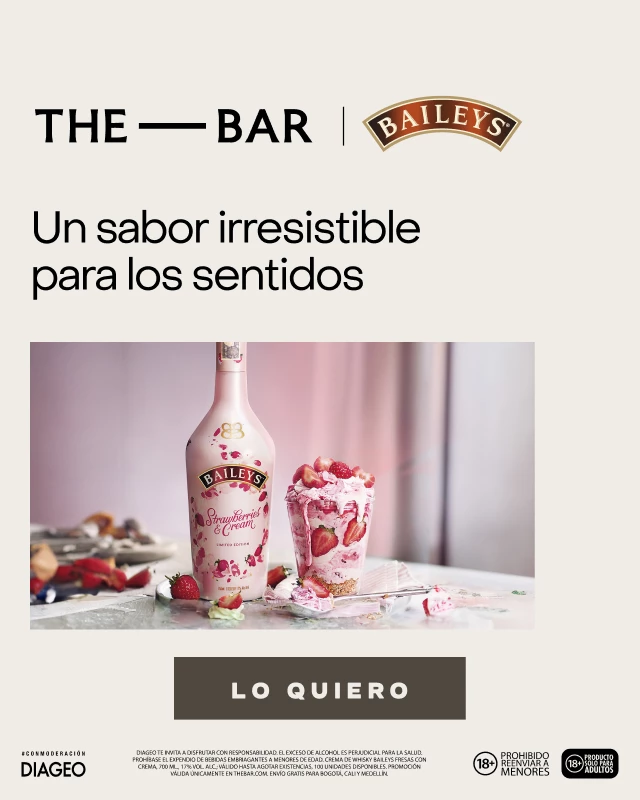 THE — BAR | BAILEYS®
Un sabor irresistible
para los sentidos
BAILEYS
Strawberries
& Cream
LIMITED EDITION
LO QUIERO
#CONMODERACIÓN
DIAGEO
DIAGEO TE INVITA A DISFRUTAR CON RESPONSABILIDAD. EL EXCESO DE ALCOHOL ES PERJUDICIAL PARA LA SALUD.
PROHÍBASE EL EXPENDIO DE BEBIDAS EMBRIAGANTES A MENORES DE EDAD. CREMA DE WHISKY BAILEYS FRESAS CON
CREMA, 700 ML., 17% VOL. ALC.; VÁLIDO HASTA AGOTAR EXISTENCIAS, 100 UNIDADES DISPONIBLES. PROMOCIÓN
VÁLIDA ÚNICAMENTE EN THEBAR.COM. ENVÍO GRATIS PARA BOGOTÁ, CALI Y MEDELLÍN.
18+
PROHIBIDO
REENVIAR A
MENORES
18+
PRODUCTO
SÓLO PARA
ADULTOS